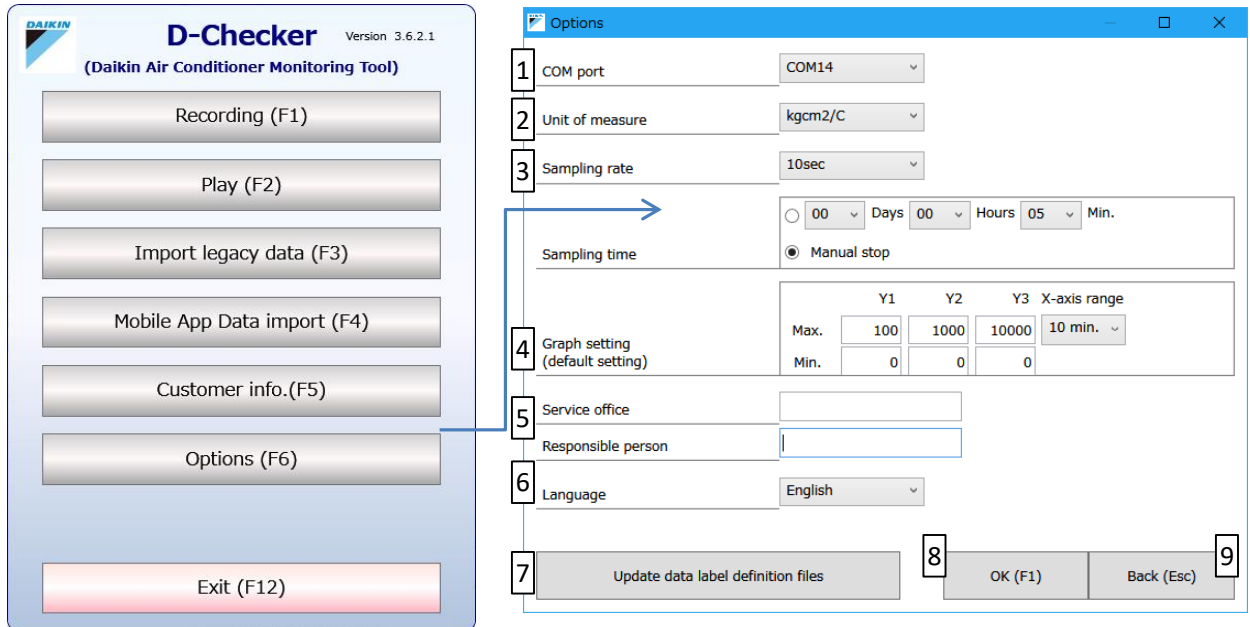 DAIKIN
D-Checker Version 3.6.2.1
(Daikin Air Conditioner Monitoring Tool)
Recording (F1)
Play (F2)
Import legacy data (F3)
Mobile App Data import (F4)
Customer info.(F5)
Options (F6)
Exit (F12)
Options
1 COM port COM14
2 Unit of measure kgcm2/C
3 Sampling rate 10sec
00 Days 00 Hours 05 Min.
Sampling time Manual stop
Y1 Y2 Y3 X-axis range
Max. 100 1000 10000 10 min.
4 Graph setting
(default setting) Min. 0 0 0
5 Service office
Responsible person
6 Language English
7 Update data label definition files
8 OK (F1)
Back (Esc) 9